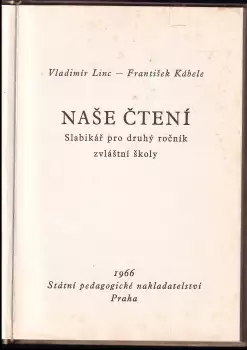 Vladimír Linc – František Kábele
NAŠE ČTENÍ
Slabikář pro druhý ročník
zvláštní školy
1966
Státní pedagogické nakladatelství
Praha